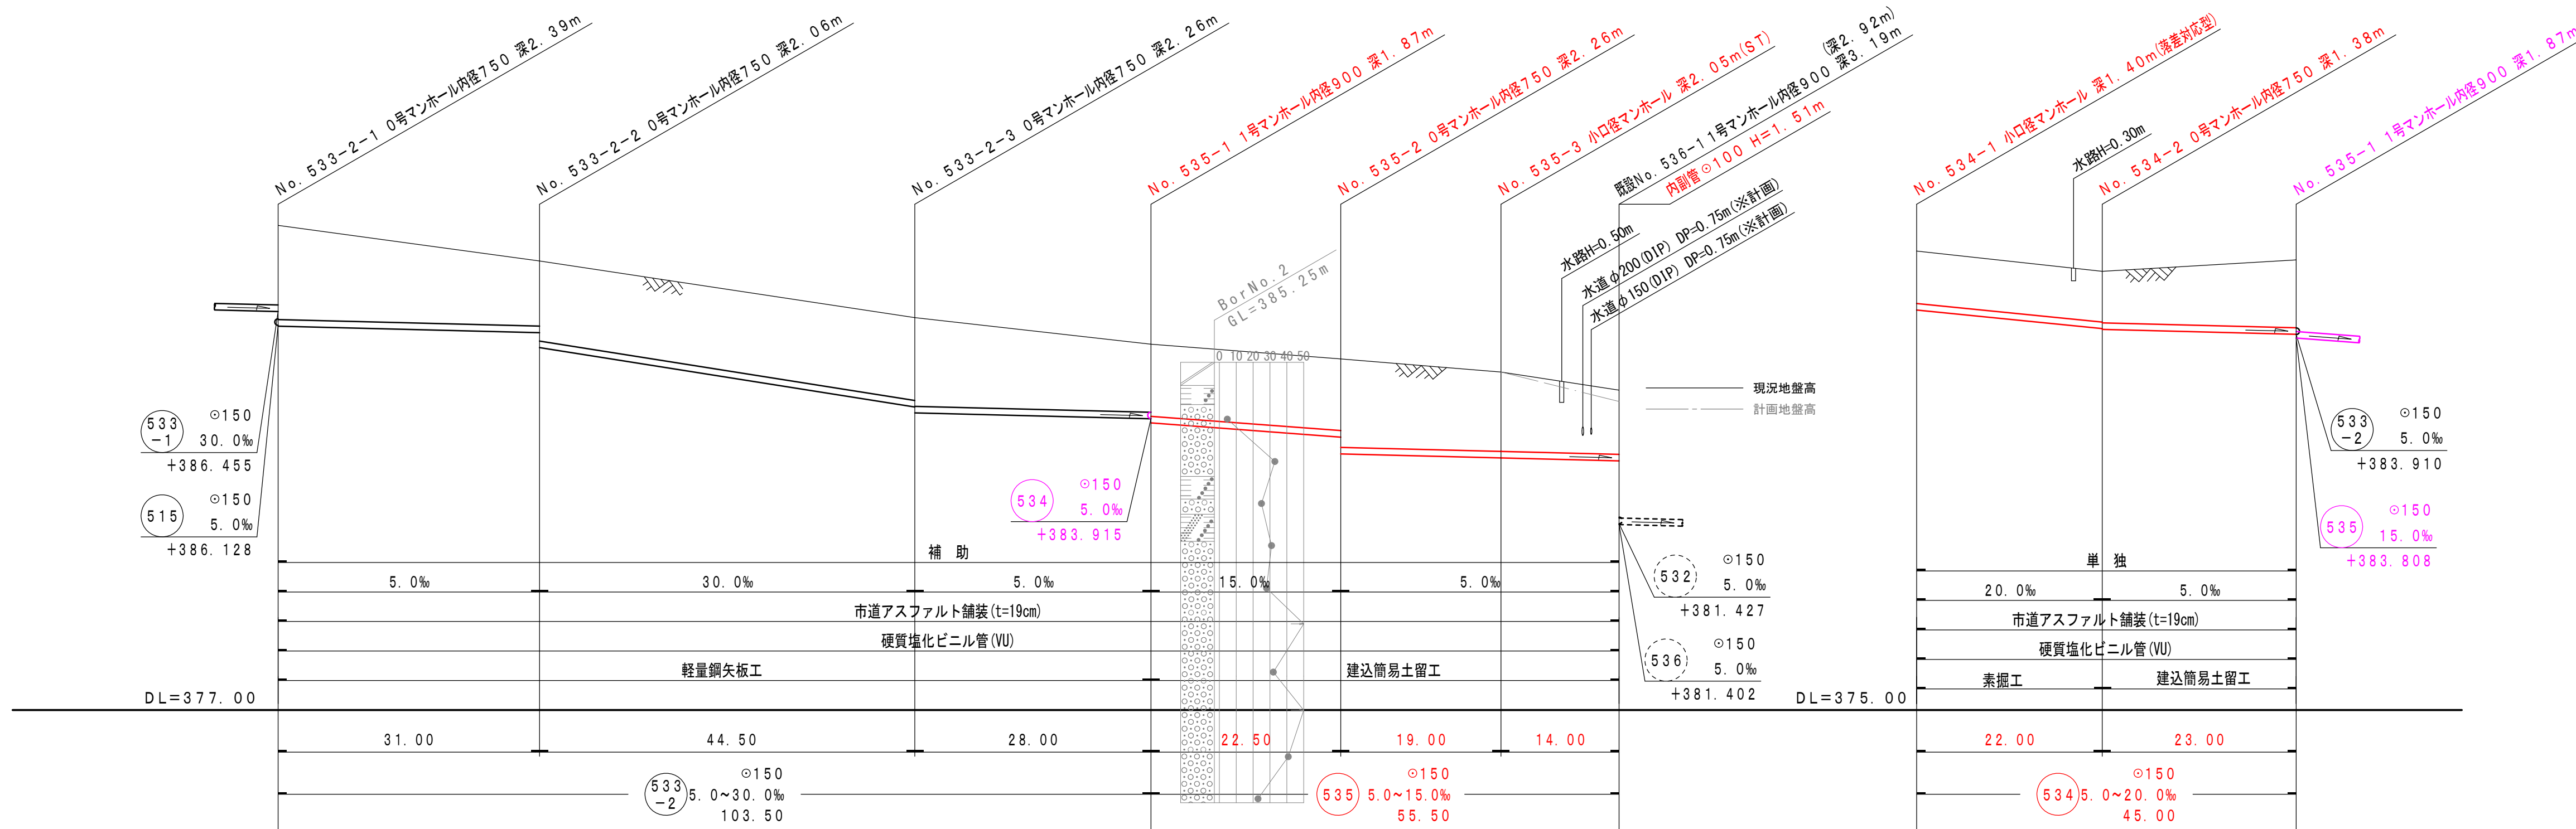 No. 533-2-1 0号マンホール内径750 深2. 39m
No. 533-2-2 0号マンホール内径750 深2. 06m
No. 533-2-3 0号マンホール内径750 深2. 26m
No. 535-1 1号マンホール内径900 深1. 87m
No. 535-2 0号マンホール内径750 深2. 26m
No. 535-3 小口径マンホール 深2. 05m(ST)
(深2. 92m)
既設No. 536-1 1号マンホール内径900 深3. 19m
内副管⊙100 H=1. 51m
No. 534-1 小口径マンホール 深1. 40m(落差対応型)
水路H=0.30m
No. 534-2 0号マンホール内径750 深1. 38m
No. 535-1 1号マンホール内径900 深1. 87m
水路H=0.50m
水道φ200(DIP) DP=0.75m(※計画)
水道φ150(DIP) DP=0.75m(※計画)
BorNo. 2
GL=385. 25m
0 10 20 30 40 50
現況地盤高
計画地盤高
533
-1
⊙150
30. 0‰
+386. 455
515
⊙150
5. 0‰
+386. 128
534
⊙150
5. 0‰
+383. 915
532
⊙150
5. 0‰
+381. 427
536
⊙150
5. 0‰
+381. 402
533
-2
⊙150
5. 0‰
+383. 910
535
⊙150
15. 0‰
+383. 808
補 助
5. 0‰ 30. 0‰ 5. 0‰ 15. 0‰ 5. 0‰
市道アスファルト舗装(t=19cm)
硬質塩化ビニル管(VU)
軽量鋼矢板工 建込簡易土留工
単 独
20. 0‰ 5. 0‰
市道アスファルト舗装(t=19cm)
硬質塩化ビニル管(VU)
素掘工 建込簡易土留工
DL=377. 00
DL=375. 00
31. 00 44. 50 28. 00 22. 50 19. 00 14. 00
22. 00 23. 00
533
-2
⊙150
5. 0~30. 0‰
103. 50
535
⊙150
5. 0~15. 0‰
55. 50
534
⊙150
5. 0~20. 0‰
45. 00